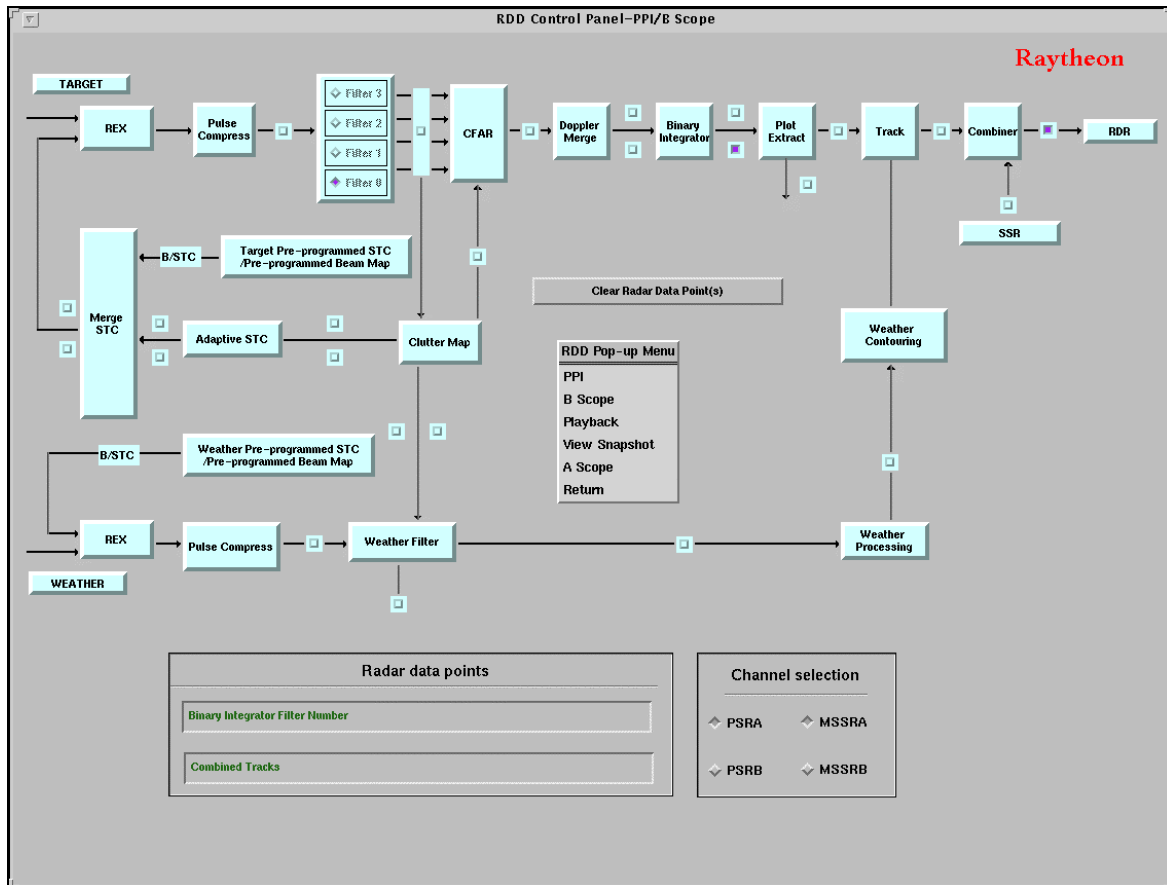 RDD Control Panel-PPI/B Scope
Raytheon
TARGET
REX
Pulse
Compress
Filter 3
Filter 2
Filter 1
Filter 0
CFAR
Doppler
Merge
Binary
Integrator
Plot
Extract
Track
Combiner
RDR
SSR
Merge
STC
B/STC
Target Pre-programmed STC
/Pre-programmed Beam Map
Adaptive STC
Clutter Map
Clear Radar Data Point(s)
RDD Pop-up Menu
PPI
B Scope
Playback
View Snapshot
A Scope
Return
Weather
Contouring
B/STC
Weather Pre-programmed STC
/Pre-programmed Beam Map
REX
Pulse Compress
Weather Filter
Weather
Processing
WEATHER
Radar data points
Binary Integrator Filter Number
Combined Tracks
Channel selection
PSRA
MSSRA
PSRB
MSSRB